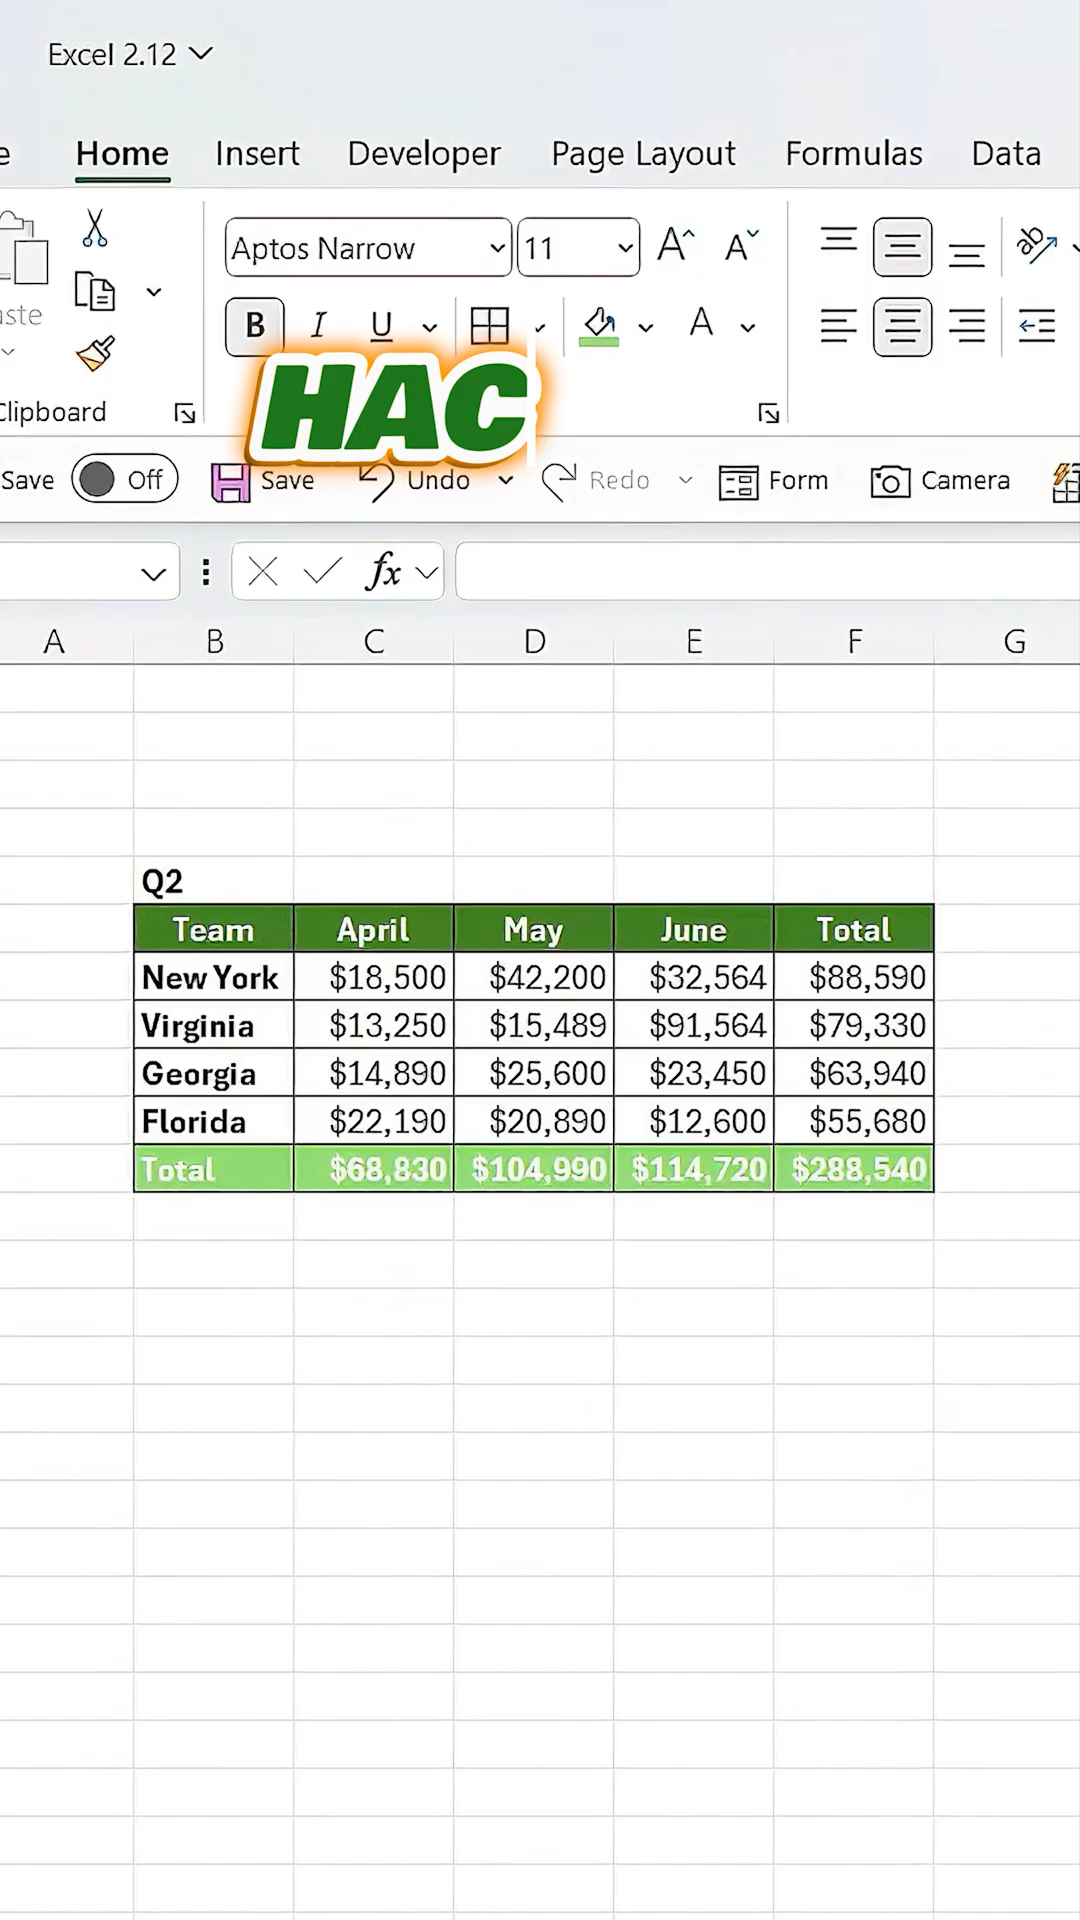 Excel 2.12
e Home Insert Developer Page Layout Formulas Data
Aptos Narrow 11 A A ab
aste B I U A
Clipboard
HAC
Save Off Save Undo Redo Form Camera
fx
A B C D E F G
Q2
Team April May June Total
New York $18,500 $42,200 $32,564 $88,590
Virginia $13,250 $15,489 $91,564 $79,330
Georgia $14,890 $25,600 $23,450 $63,940
Florida $22,190 $20,890 $12,600 $55,680
Total $68,830 $104,990 $114,720 $288,540